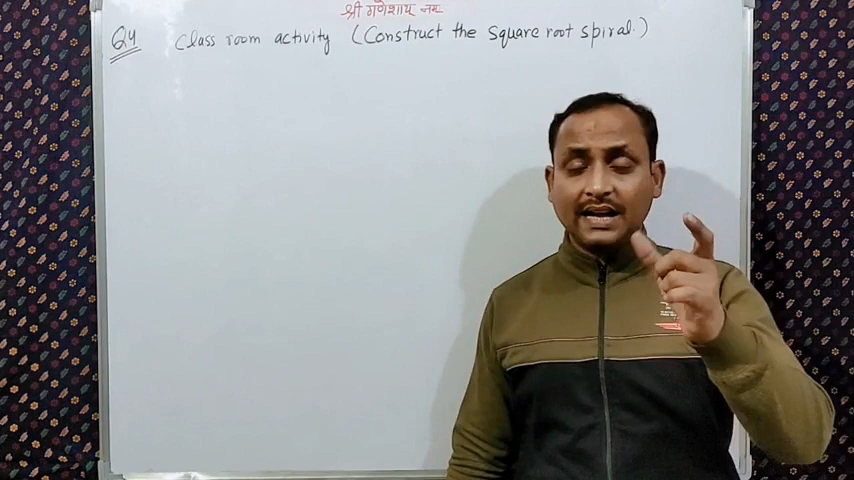 श्री गणेशाय नमः
Q4 Class room activity (Construct the square root spiral.)